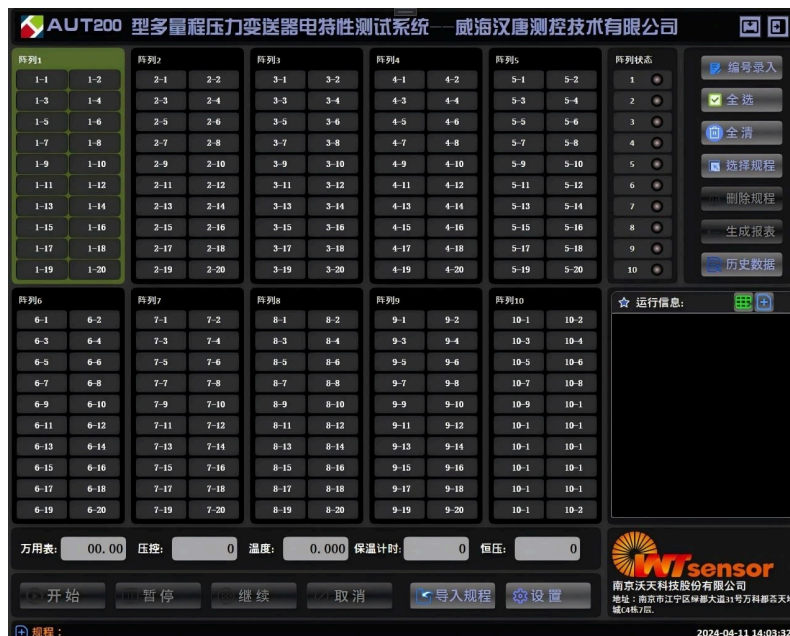 AUT200 型多量程压力变送器电特性测试系统——威海汉唐测控技术有限公司
阵列1 阵列2 阵列3 阵列4 阵列5 阵列状态
1-1 1-2 2-1 2-2 3-1 3-2 4-1 4-2 5-1 5-2 1 编号录入
1-3 1-4 2-3 2-4 3-3 3-4 4-3 4-4 5-3 5-4 2 全选
1-5 1-6 2-5 2-6 3-5 3-6 4-5 4-6 5-5 5-6 3
1-7 1-8 2-7 2-8 3-7 3-8 4-7 4-8 5-7 5-8 4 全清
1-9 1-10 2-9 2-10 3-9 3-10 4-9 4-10 5-9 5-10 5 选择规程
1-11 1-12 2-11 2-12 3-11 3-12 4-11 4-12 5-11 5-12 6 删除规程
1-13 1-14 2-13 2-14 3-13 3-14 4-13 4-14 5-13 5-14 7
1-15 1-16 2-15 2-16 3-15 3-16 4-15 4-16 5-15 5-16 8 生成报表
1-17 1-18 2-17 2-18 3-17 3-18 4-17 4-18 5-17 5-18 9
1-19 1-20 2-19 2-20 3-19 3-20 4-19 4-20 5-19 5-20 10 历史数据
阵列6 阵列7 阵列8 阵列9 阵列10 运行信息:
6-1 6-2 7-1 7-2 8-1 8-2 9-1 9-2 10-1 10-2
6-3 6-4 7-3 7-4 8-3 8-4 9-3 9-4 10-3 10-4
6-5 6-6 7-5 7-6 8-5 8-6 9-5 9-6 10-5 10-6
6-7 6-8 7-7 7-8 8-7 8-8 9-7 9-8 10-7 10-8
6-9 6-10 7-9 7-10 8-9 8-10 9-9 9-10 10-9 10-1
6-11 6-12 7-11 7-12 8-11 8-12 9-11 9-12 10-1 10-1
6-13 6-14 7-13 7-14 8-13 8-14 9-13 9-14 10-1 10-1
6-15 6-16 7-15 7-16 8-15 8-16 9-15 9-16 10-1 10-1
6-17 6-18 7-17 7-18 8-17 8-18 9-17 9-18 10-1 10-1
6-19 6-20 7-19 7-20 8-19 8-20 9-19 9-20 10-1 10-2
万用表: 00.00 压控: 0 温度: 0.000 保温计时: 0 恒压: 0
WTsensor
南京沃天科技股份有限公司
开始 暂停 继续 取消 导入规程 设置
地址:南京市江宁区绿都大道31号万科都荟天地
城C4栋7层.
规程: 2024-04-11 14:03:32